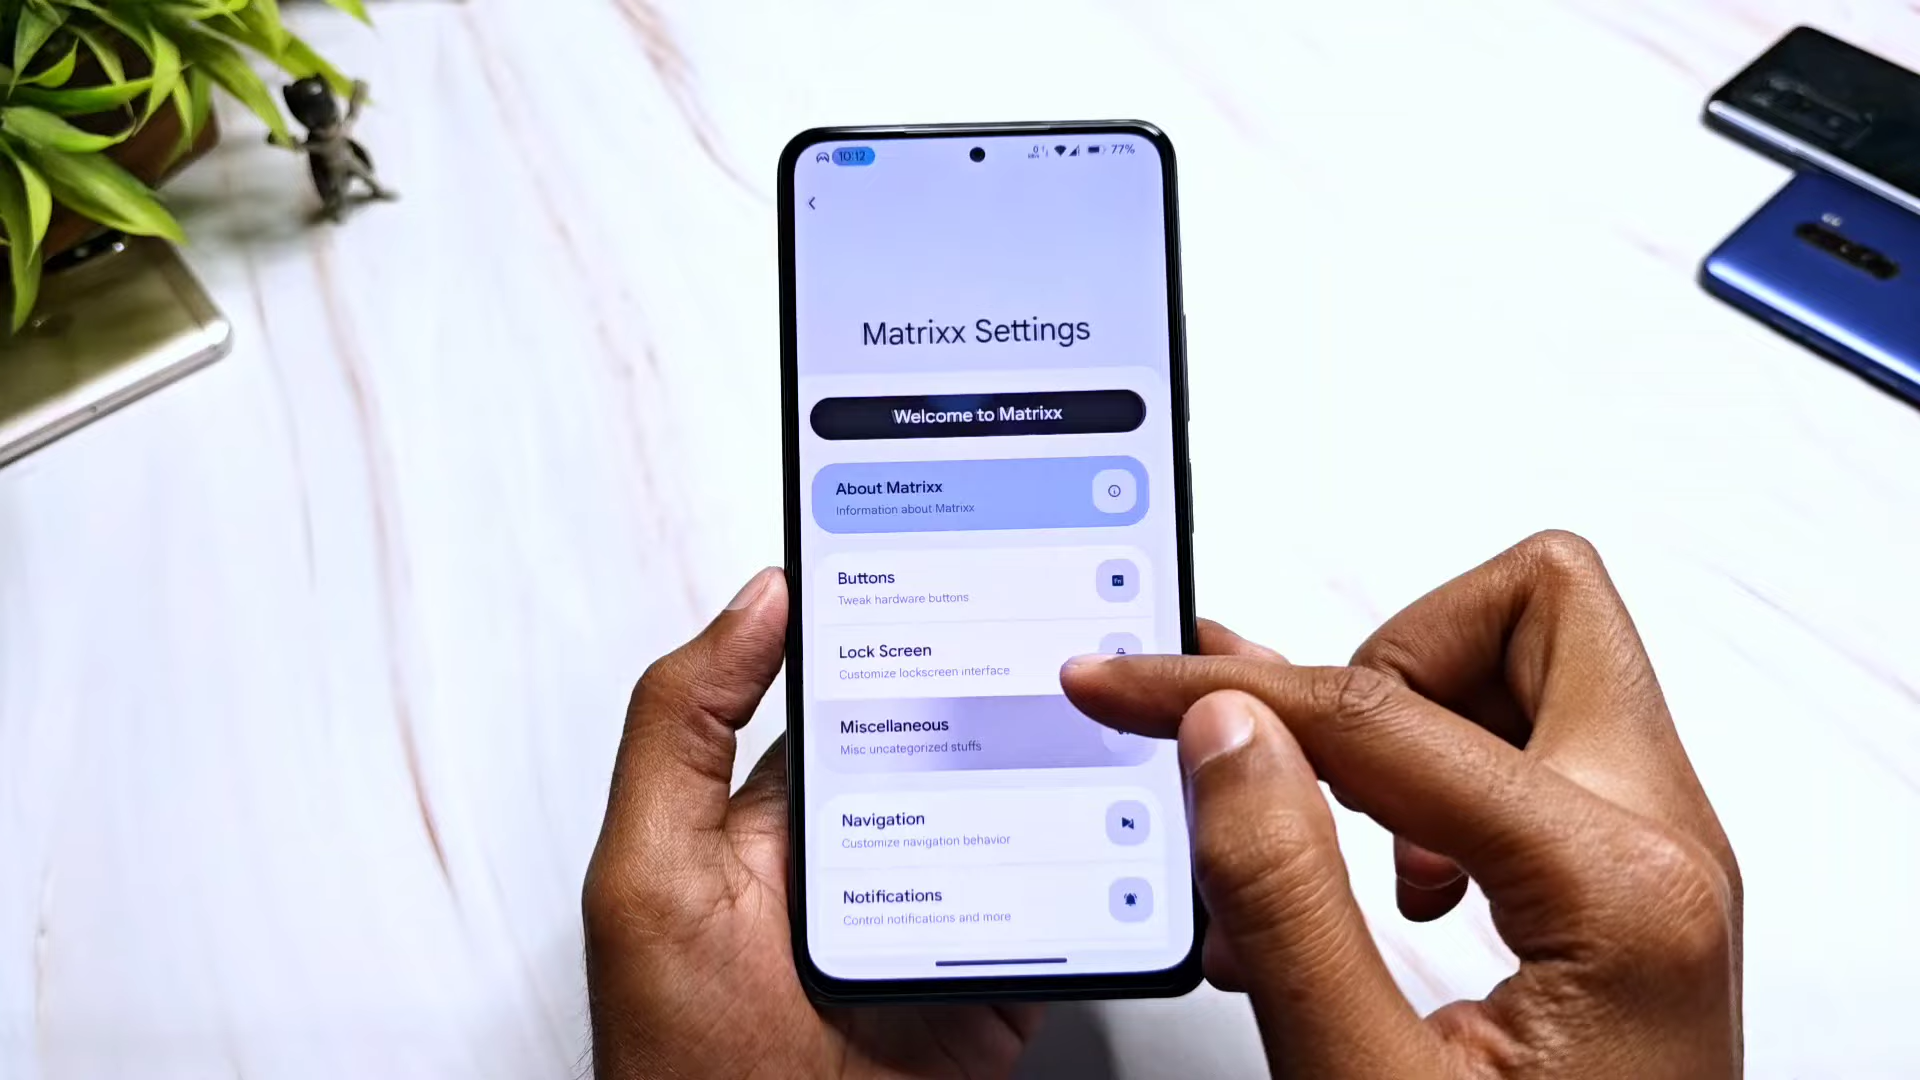 10:12
77%
Matrixx Settings
Welcome to Matrixx
About Matrixx
Information about Matrixx
Buttons
Tweak hardware buttons
Lock Screen
Customize lockscreen interface
Miscellaneous
Misc uncategorized stuffs
Navigation
Customize navigation behavior
Notifications
Control notifications and more